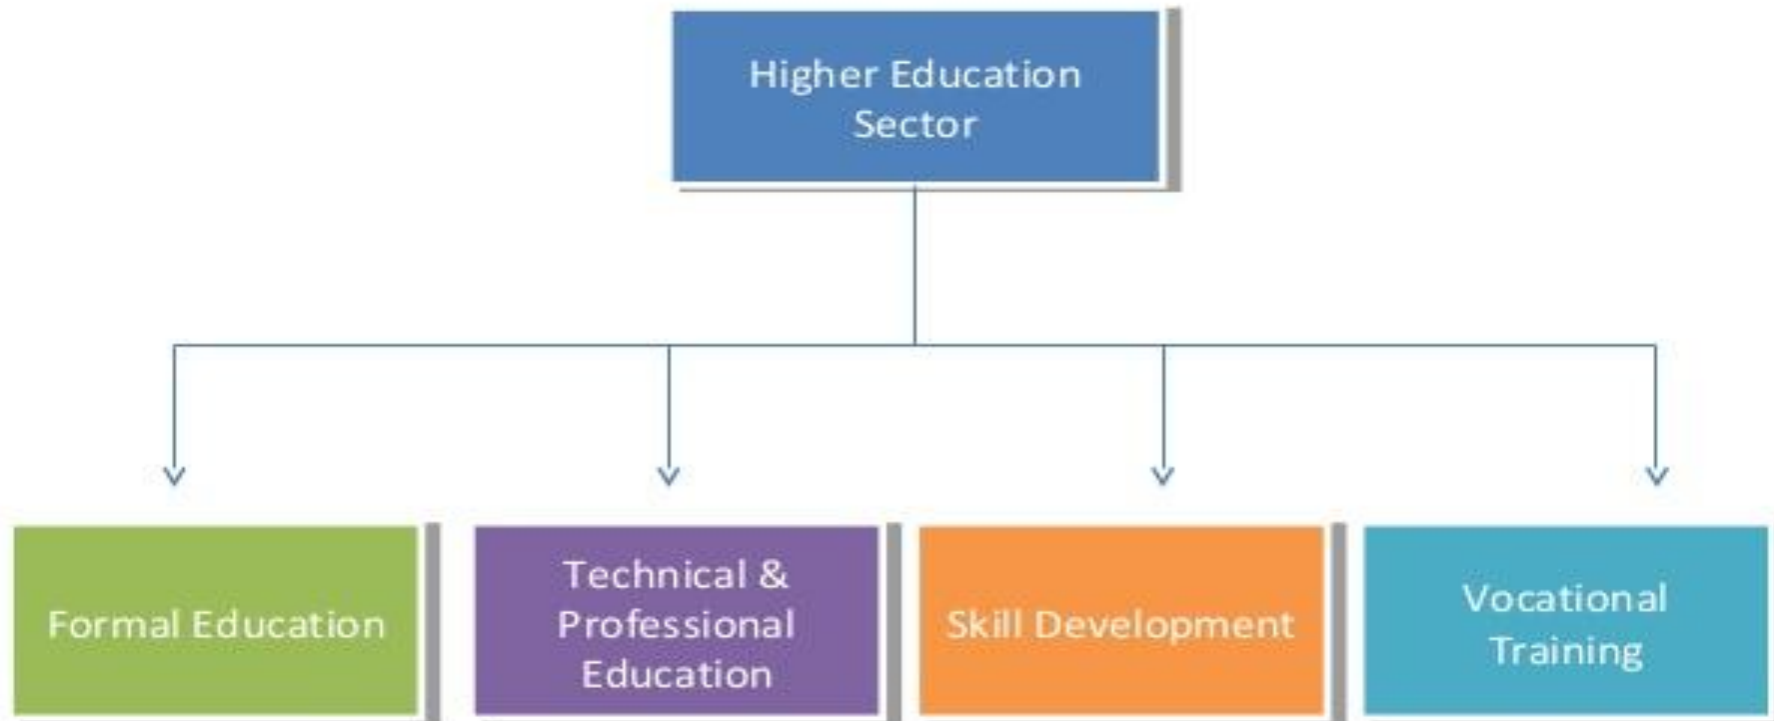 Higher Education
Sector
Formal Education
Technical &
Professional
Education
Skill Development
Vocational
Training